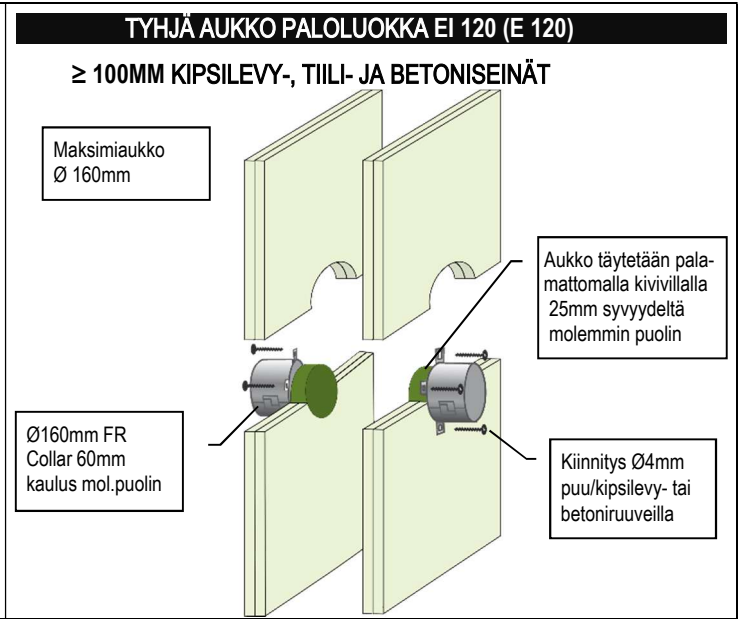 TYHJÄ AUKKO PALOLUOKKA EI 120 (E 120)
≥ 100MM KIPSILEVY-, TIILI- JA BETONISEINÄT
Maksimiaukko
Ø 160mm
Aukko täytetään pala-
mattomalla kivivillalla
25mm syvyydeltä
molemmin puolin
Ø160mm FR
Collar 60mm
kaulus mol.puolin
Kiinnitys Ø4mm
puu/kipsilevy- tai
betoniruuveilla